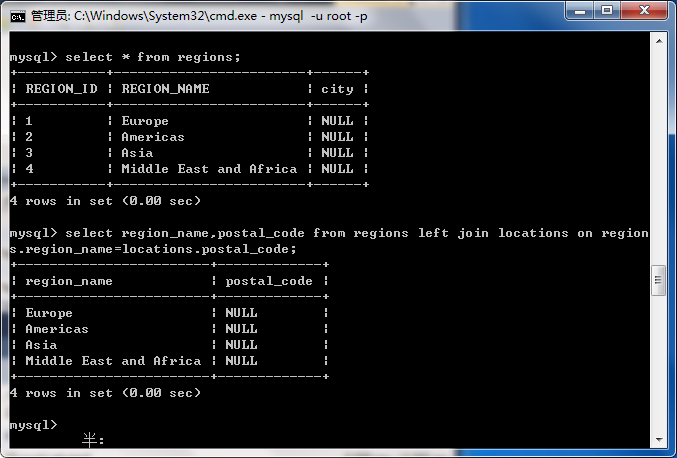 管理员: C:\Windows\System32\cmd.exe - mysql  -u root -p
mysql> select * from regions;
+-----------+------------------------+------+
| REGION_ID | REGION_NAME            | city |
+-----------+------------------------+------+
| 1         | Europe                 | NULL |
| 2         | Americas               | NULL |
| 3         | Asia                   | NULL |
| 4         | Middle East and Africa | NULL |
+-----------+------------------------+------+
4 rows in set (0.00 sec)
mysql> select region_name,postal_code from regions left join locations on region
s.region_name=locations.postal_code;
+------------------------+-------------+
| region_name            | postal_code |
+------------------------+-------------+
| Europe                 | NULL        |
| Americas               | NULL        |
| Asia                   | NULL        |
| Middle East and Africa | NULL        |
+------------------------+-------------+
4 rows in set (0.00 sec)
mysql>
半: